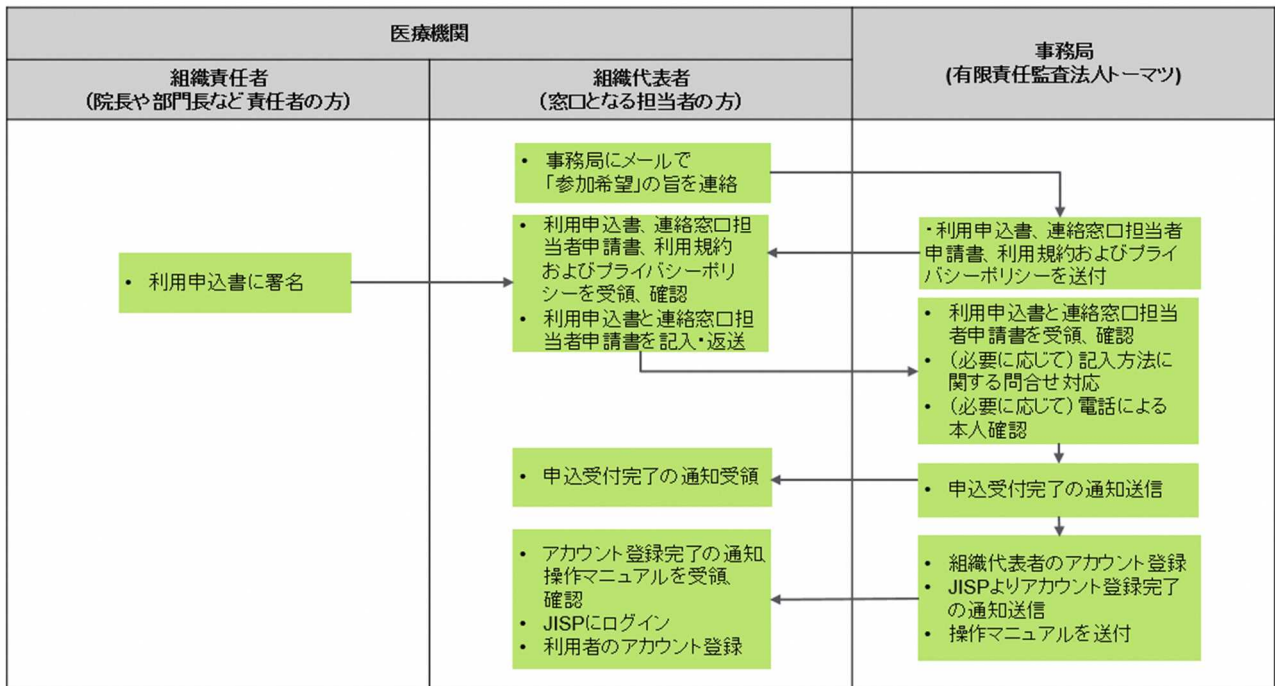 医療機関
組織責任者
(院長や部門長など責任者の方)
組織代表者
(窓口となる担当者の方)
事務局
(有限責任監査法人トーマツ)
• 事務局にメールで
「参加希望」の旨を連絡
・利用申込書、連絡窓口担当者
申請書、利用規約およびプライ
バシーポリシーを送付
• 利用申込書、連絡窓口担
当者申請書、利用規約
およびプライバシーポリ
シーを受領、確認
• 利用申込書と連絡窓口担
当者申請書を記入・返送
• 利用申込書に署名
• 利用申込書と連絡窓口担当
者申請書を受領、確認
• (必要に応じて)記入方法に
関する問合せ対応
• (必要に応じて)電話による
本人確認
• 申込受付完了の通知受領
• 申込受付完了の通知送信
• アカウント登録完了の通知、
操作マニュアルを受領、
確認
• JISPにログイン
• 利用者のアカウント登録
• 組織代表者のアカウント登録
• JISPよりアカウント登録完了
の通知送信
• 操作マニュアルを送付